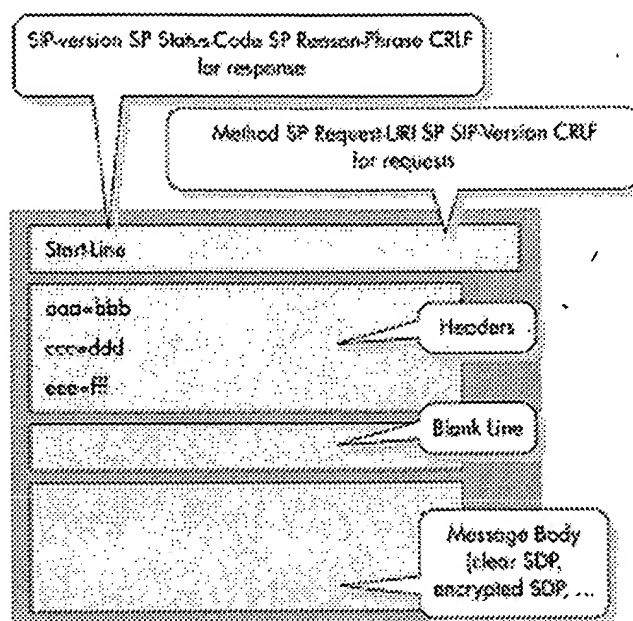 SIP-version SP Status-Code SP Reason-Phrase CRLF
for response
Method SP Request-URI SP SIP-Version CRLF
for requests
Start-Line
aaa=bbb
ccc=ddd
eee=fff
Headers
Blank Line
Message Body
(clear SDP,
encrypted SDP, ...